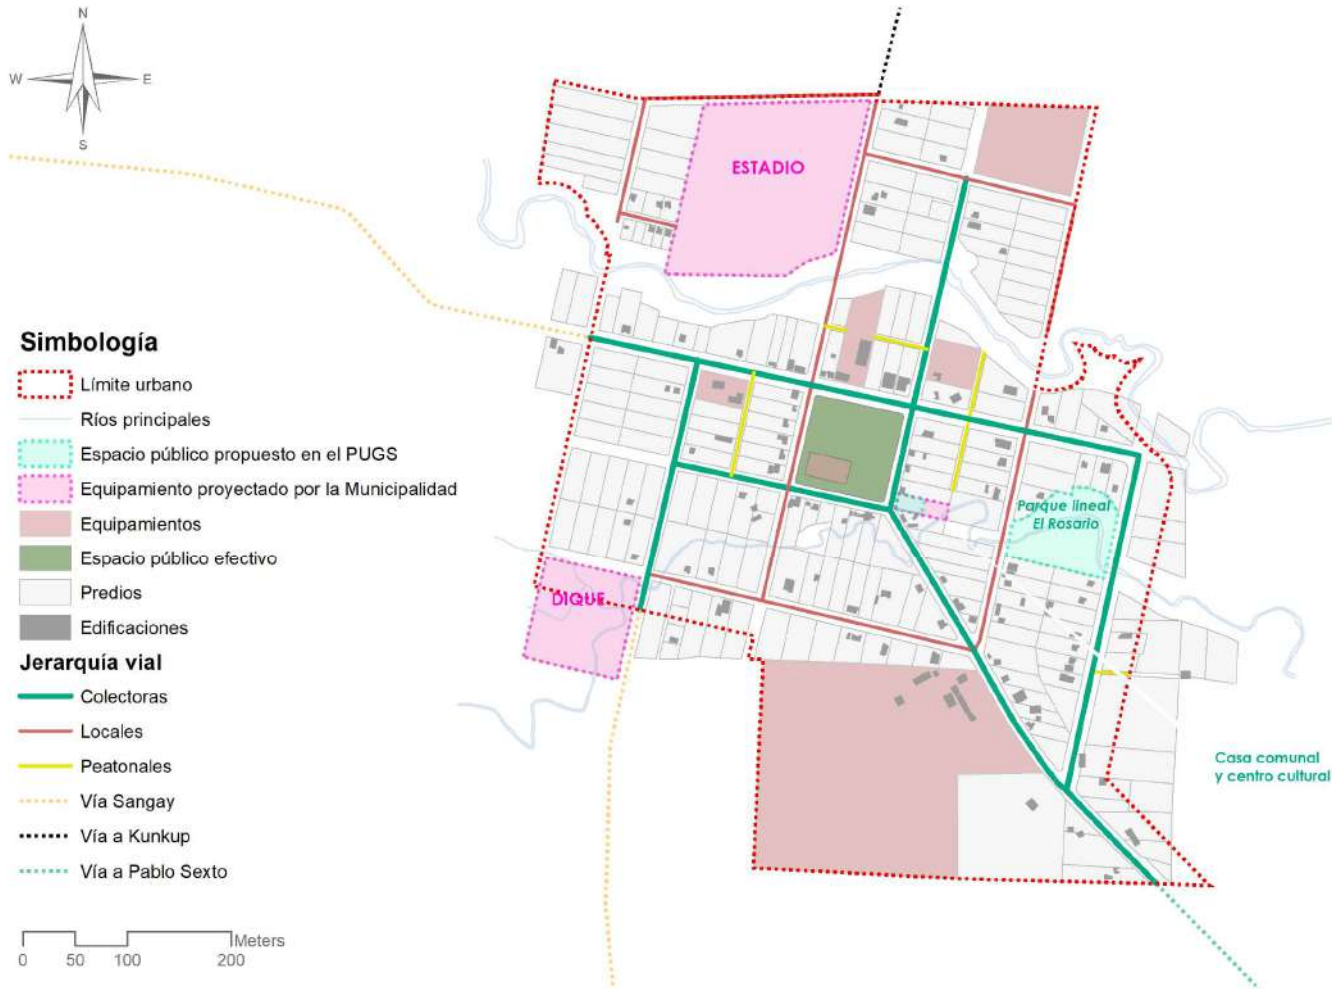 N
W E
S
ESTADIO
Simbología
Límite urbano
Ríos principales
Espacio público propuesto en el PUGS
Equipamiento proyectado por la Municipalidad
Equipamientos
Espacio público efectivo
Predios
Edificaciones
Jerarquía vial
Colectoras
Locales
Peatonales
Vía Sangay
Vía a Kunkup
Vía a Pablo Sexto
Parque lineal
El Rosario
DIQUE
Casa comunal
y centro cultural
Meters
0 50 100 200